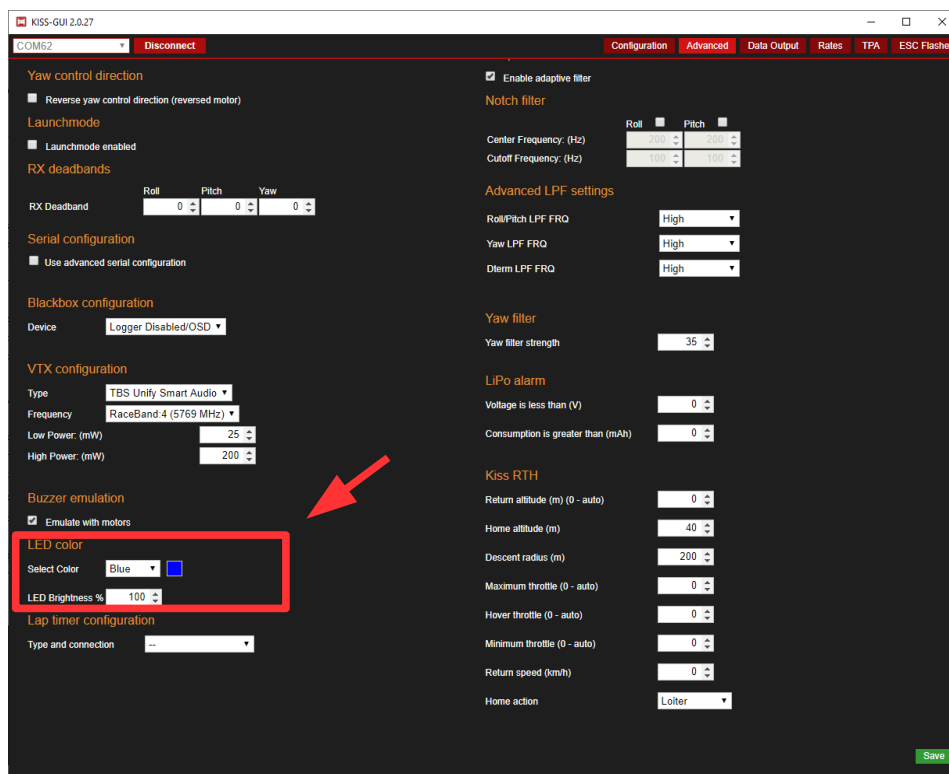 KISS-GUI 2.0.27
COM62 Disconnect Configuration Advanced Data Output Rates TPA ESC Flashe
Yaw control direction
Reverse yaw control direction (reversed motor)
Launchmode
Launchmode enabled
RX deadbands
Roll Pitch Yaw
RX Deadband 0 0 0
Serial configuration
Use advanced serial configuration
Blackbox configuration
Device Logger Disabled/OSD
VTX configuration
Type TBS Unify Smart Audio
Frequency RaceBand:4 (5769 MHz)
Low Power: (mW) 25
High Power: (mW) 200
Buzzer emulation
Emulate with motors
LED color
Select Color Blue
LED Brightness % 100
Lap timer configuration
Type and connection --
Enable adaptive filter
Notch filter
Roll Pitch
Center Frequency: (Hz) 200 200
Cutoff Frequency: (Hz) 100 100
Advanced LPF settings
Roll/Pitch LPF FRQ High
Yaw LPF FRQ High
Dterm LPF FRQ High
Yaw filter
Yaw filter strength 35
LiPo alarm
Voltage is less than (V) 0
Consumption is greater than (mAh) 0
Kiss RTH
Return altitude (m) (0 - auto) 0
Home altitude (m) 40
Descent radius (m) 200
Maximum throttle (0 - auto) 0
Hover throttle (0 - auto) 0
Minimum throttle (0 - auto) 0
Return speed (km/h) 0
Home action Loiter
Save